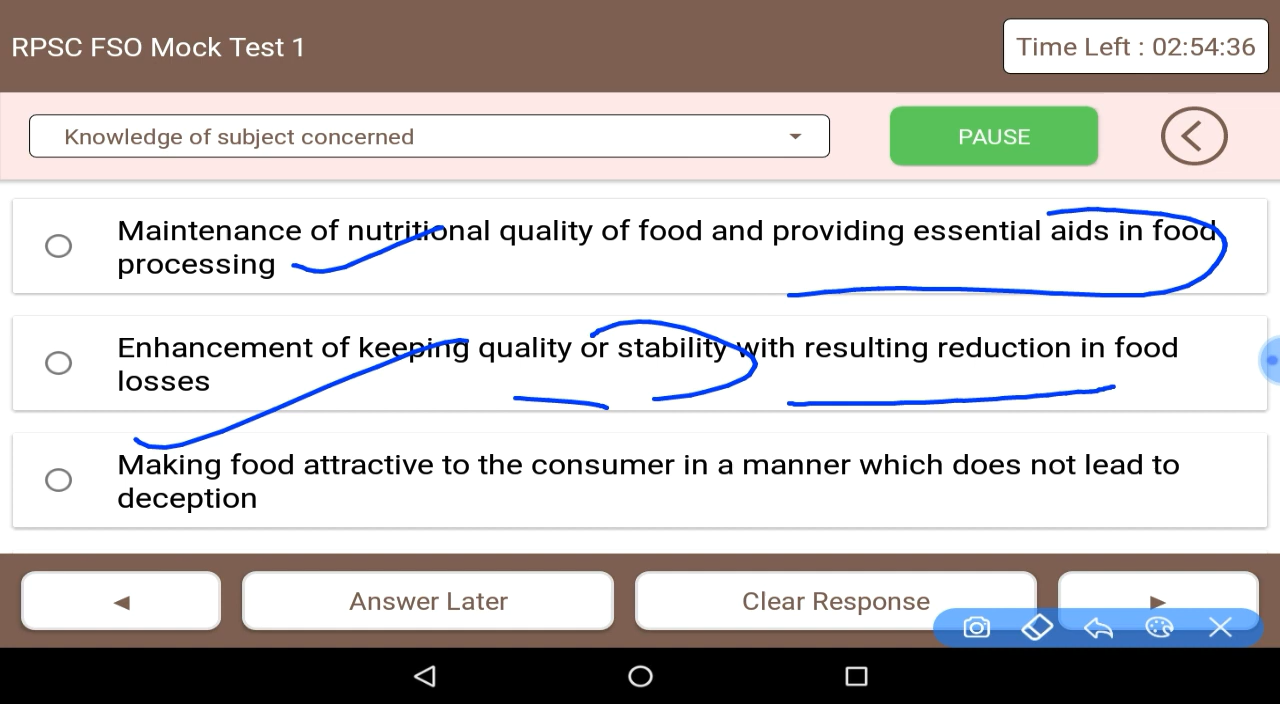 RPSC FSO Mock Test 1
Time Left : 02:54:36
Knowledge of subject concerned
PAUSE
Maintenance of nutritional quality of food and providing essential aids in food
processing
Enhancement of keeping quality or stability with resulting reduction in food
losses
Making food attractive to the consumer in a manner which does not lead to
deception
Answer Later
Clear Response